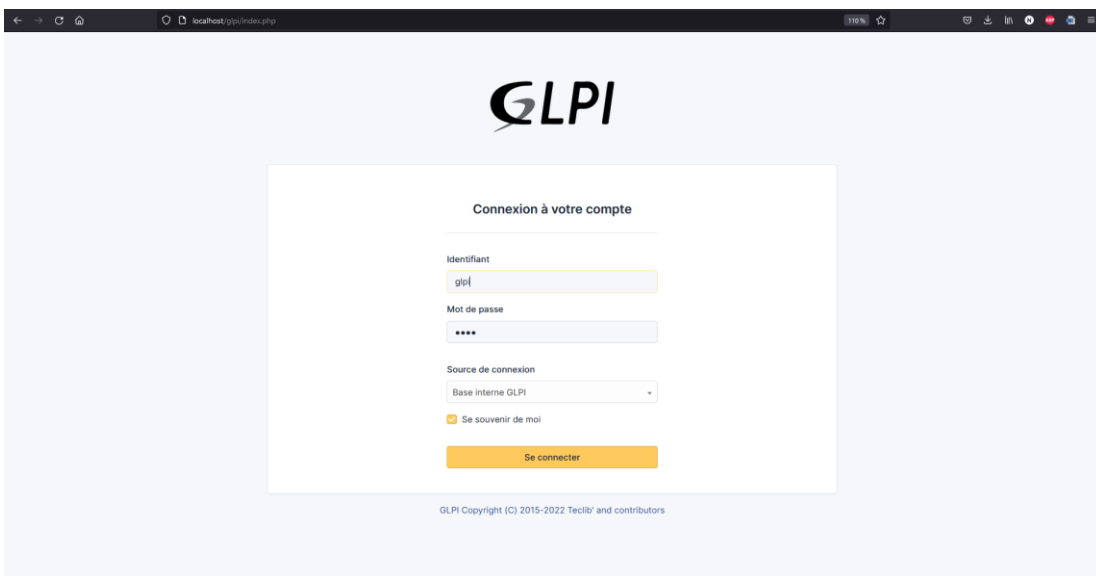 localhost/glpi/index.php
110%
GLPI
Connexion à votre compte
Identifiant
glpi
Mot de passe
••••
Source de connexion
Base interne GLPI
Se souvenir de moi
Se connecter
GLPI Copyright (C) 2015-2022 Teclib' and contributors